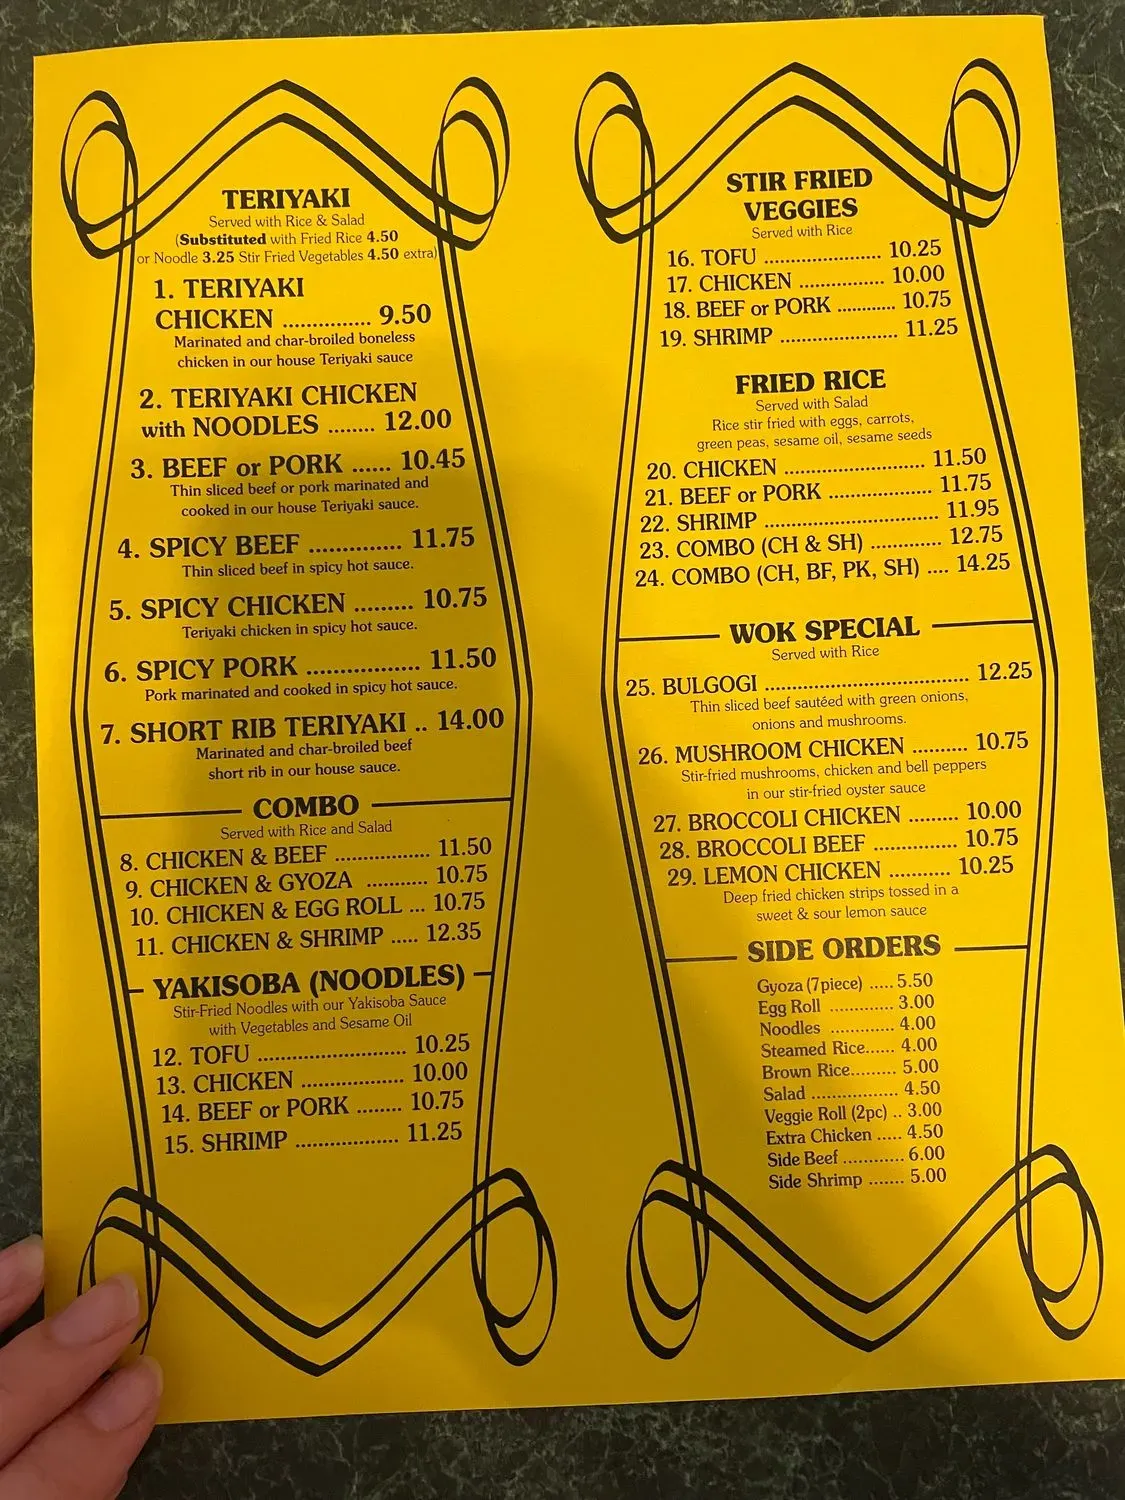 TERIYAKI
Served with Rice & Salad
(Substituted with Fried Rice 4.50
or Noodle 3.25 Stir Fried Vegetables 4.50 extra)
1. TERIYAKI
CHICKEN ............... 9.50
Marinated and char-broiled boneless
chicken in our house Teriyaki sauce
2. TERIYAKI CHICKEN
with NOODLES ........ 12.00
3. BEEF or PORK ...... 10.45
Thin sliced beef or pork marinated and
cooked in our house Teriyaki sauce.
4. SPICY BEEF .............. 11.75
Thin sliced beef in spicy hot sauce.
5. SPICY CHICKEN ......... 10.75
Teriyaki chicken in spicy hot sauce.
6. SPICY PORK ................. 11.50
Pork marinated and cooked in spicy hot sauce.
7. SHORT RIB TERIYAKI .. 14.00
Marinated and char-broiled beef
short rib in our house sauce.
COMBO
Served with Rice and Salad
8. CHICKEN & BEEF ................. 11.50
9. CHICKEN & GYOZA ........... 10.75
10. CHICKEN & EGG ROLL ... 10.75
11. CHICKEN & SHRIMP ..... 12.35
YAKISOBA (NOODLES)
Stir-Fried Noodles with our Yakisoba Sauce
with Vegetables and Sesame Oil
12. TOFU .......................... 10.25
13. CHICKEN .................. 10.00
14. BEEF or PORK ........ 10.75
15. SHRIMP .................. 11.25
STIR FRIED
VEGGIES
Served with Rice
16. TOFU ...................... 10.25
17. CHICKEN ................. 10.00
18. BEEF or PORK ............ 10.75
19. SHRIMP ..................... 11.25
FRIED RICE
Served with Salad
Rice stir fried with eggs, carrots,
green peas, sesame oil, sesame seeds
20. CHICKEN ......................... 11.50
21. BEEF or PORK .................. 11.75
22. SHRIMP .............................. 11.95
23. COMBO (CH & SH) ............. 12.75
24. COMBO (CH, BF, PK, SH) .... 14.25
WOK SPECIAL
Served with Rice
25. BULGOGI .................................... 12.25
Thin sliced beef sautéed with green onions,
onions and mushrooms.
26. MUSHROOM CHICKEN .......... 10.75
Stir-fried mushrooms, chicken and bell peppers
in our stir-fried oyster sauce
27. BROCCOLI CHICKEN ......... 10.00
28. BROCCOLI BEEF ............... 10.75
29. LEMON CHICKEN ........... 10.25
Deep fried chicken strips tossed in a
sweet & sour lemon sauce
SIDE ORDERS
Gyoza (7piece) ..... 5.50
Egg Roll ............. 3.00
Noodles ............. 4.00
Steamed Rice...... 4.00
Brown Rice......... 5.00
Salad .................. 4.50
Veggie Roll (2pc) .. 3.00
Extra Chicken ..... 4.50
Side Beef ............ 6.00
Side Shrimp ....... 5.00